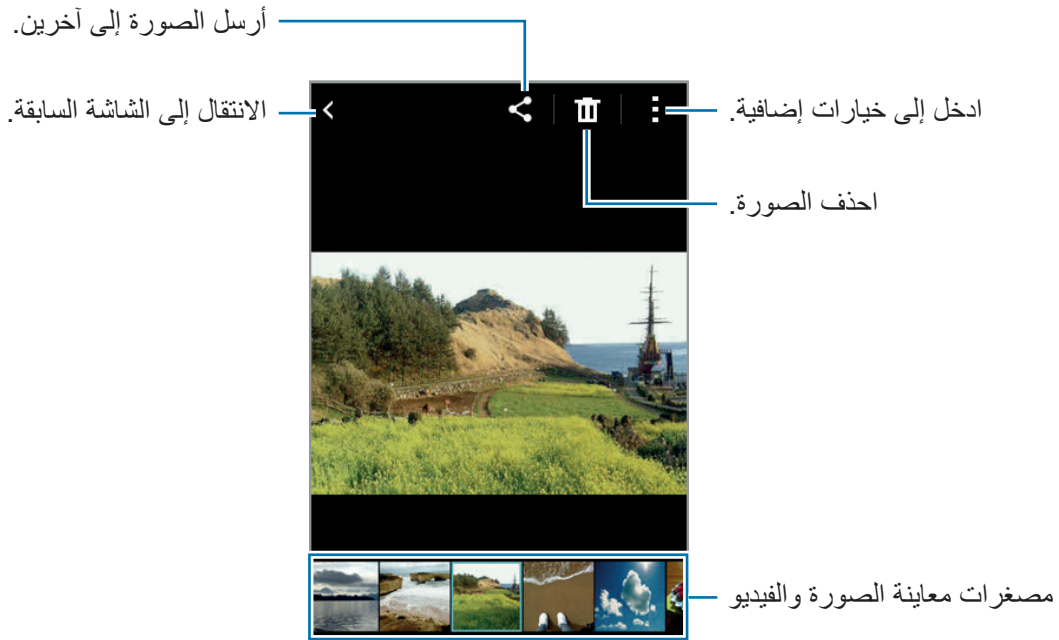 أرسل الصورة إلى آخرين.
الانتقال إلى الشاشة السابقة.
ادخل إلى خيارات إضافية.
احذف الصورة.
مصغرات معاينة الصورة والفيديو